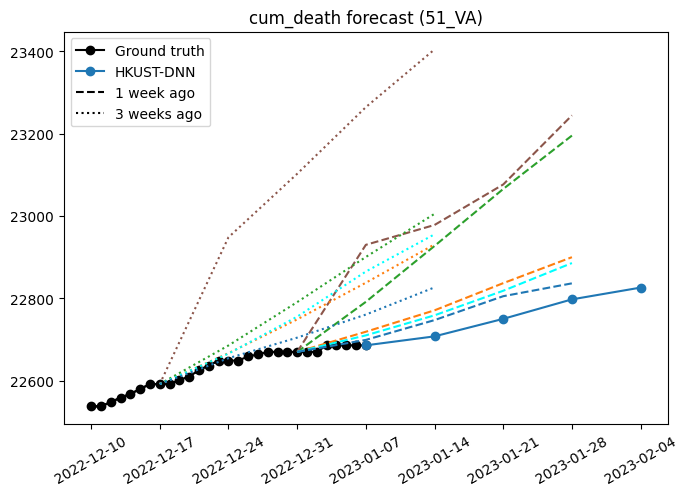 cum_death forecast (51_VA)
Ground truth
HKUST-DNN
1 week ago
3 weeks ago
23400
23200
23000
22800
22600
2022-12-10
2022-12-17
2022-12-24
2022-12-31
2023-01-07
2023-01-14
2023-01-21
2023-01-28
2023-02-04